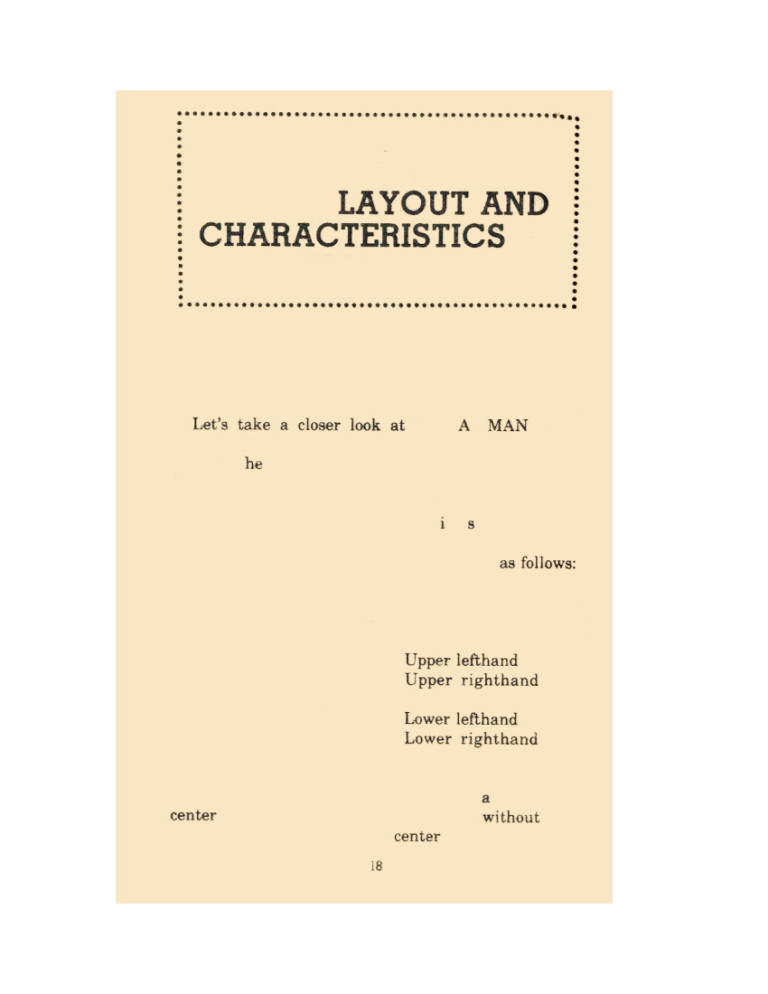 LAYOUT AND
CHARACTERISTICS
Let's take a closer look at A MAN
he
i s
as follows:
Upper lefthand
Upper righthand
Lower lefthand
Lower righthand
a
center without
center
18